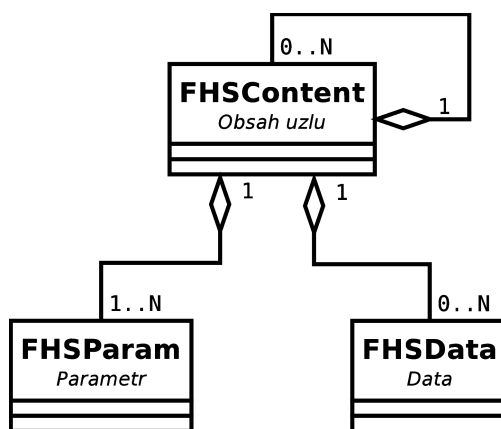 0..N
FHSContent
1
Obsah uzlu
1
1
1..N
0..N
FHSParam
FHSData
Parametr
Data